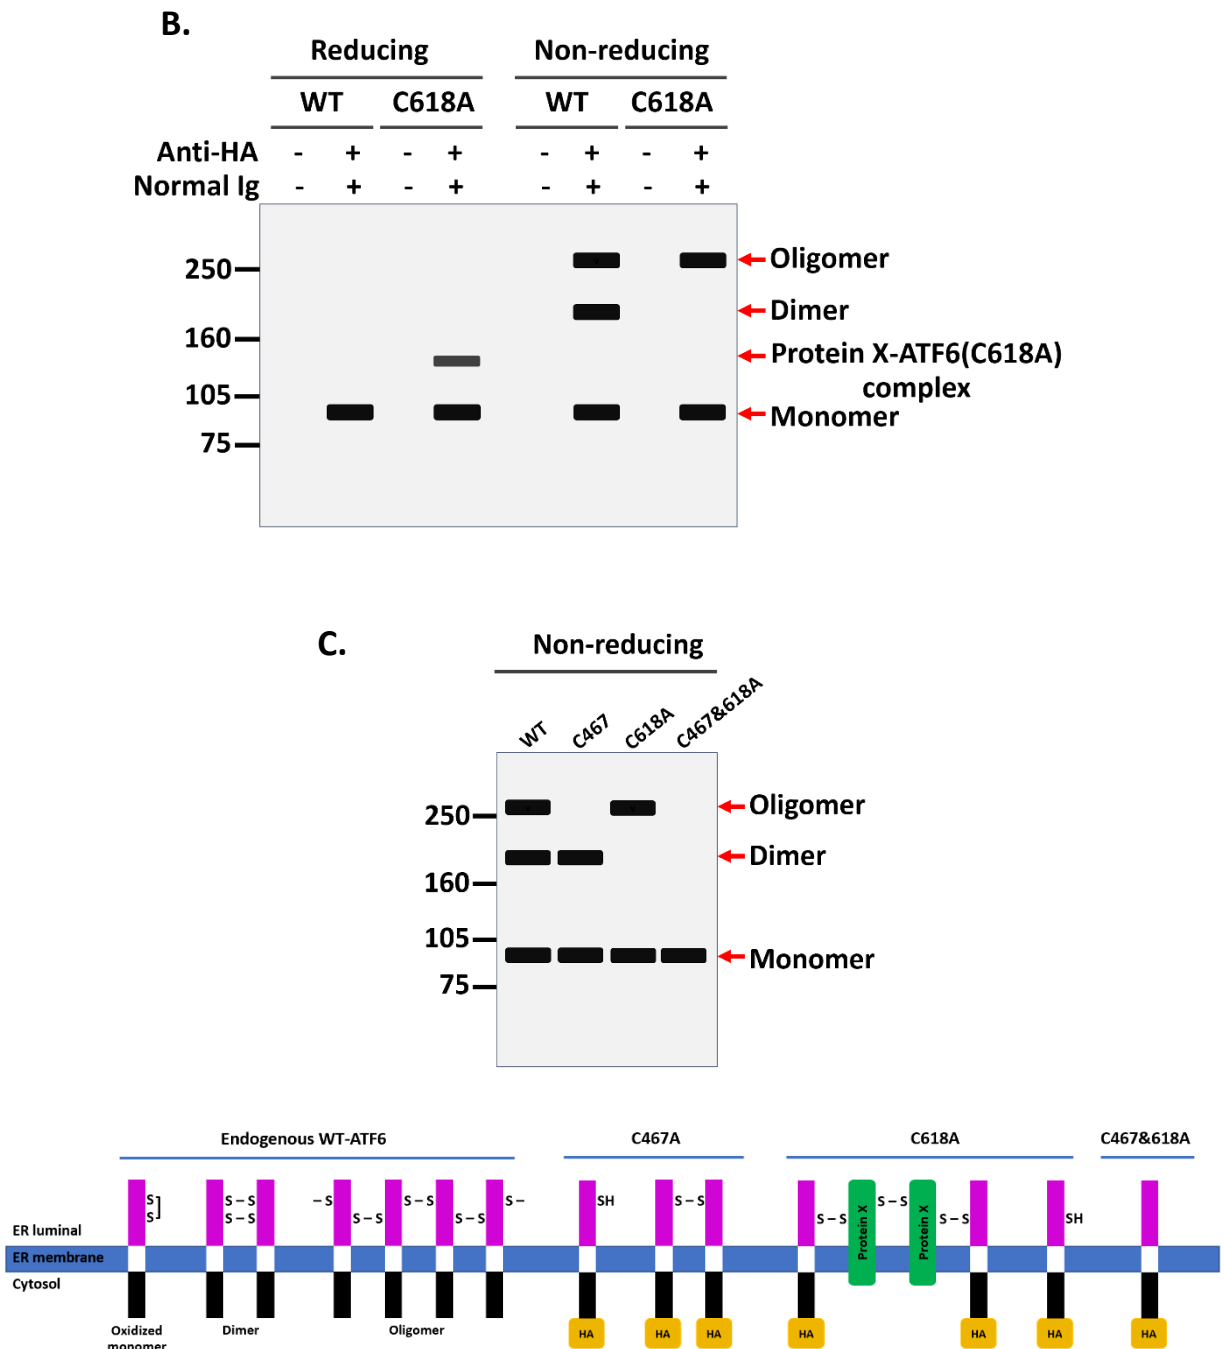 B.
Reducing Non-reducing
WT C618A WT C618A
Anti-HA - + - + - + - +
Normal Ig - + - + - + - +
250 Oligomer
Dimer
160
Protein X-ATF6(C618A)
complex
105
Monomer
75
C.
Non-reducing
WT C467 C618A C467&618A
250 Oligomer
Dimer
160
105
Monomer
75
Endogenous WT-ATF6 C467A C618A C467&618A
S S–S –S S–S S– SH S–S S–S
S S–S S–S S–S S–S S–S SH
Protein X Protein X
ER luminal
ER membrane
Cytosol
Oxidized Dimer Oligomer HA HA HA HA HA HA HA
monomer